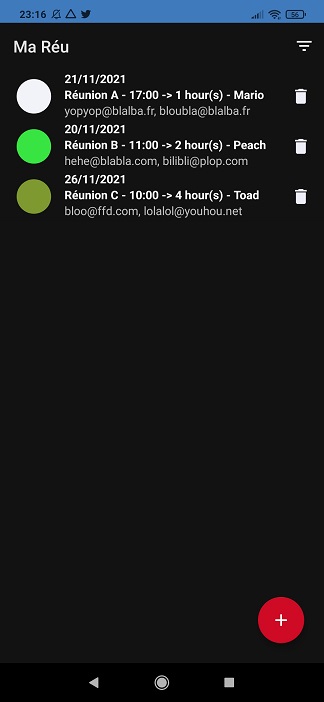 23:16
56
Ma Réu
21/11/2021
Réunion A - 17:00 -> 1 hour(s) - Mario
yopyop@blalba.fr, bloubla@blalba.fr
20/11/2021
Réunion B - 11:00 -> 2 hour(s) - Peach
hehe@blabla.com, bilibli@plop.com
26/11/2021
Réunion C - 10:00 -> 4 hour(s) - Toad
bloo@ffd.com, lolalol@youhou.net